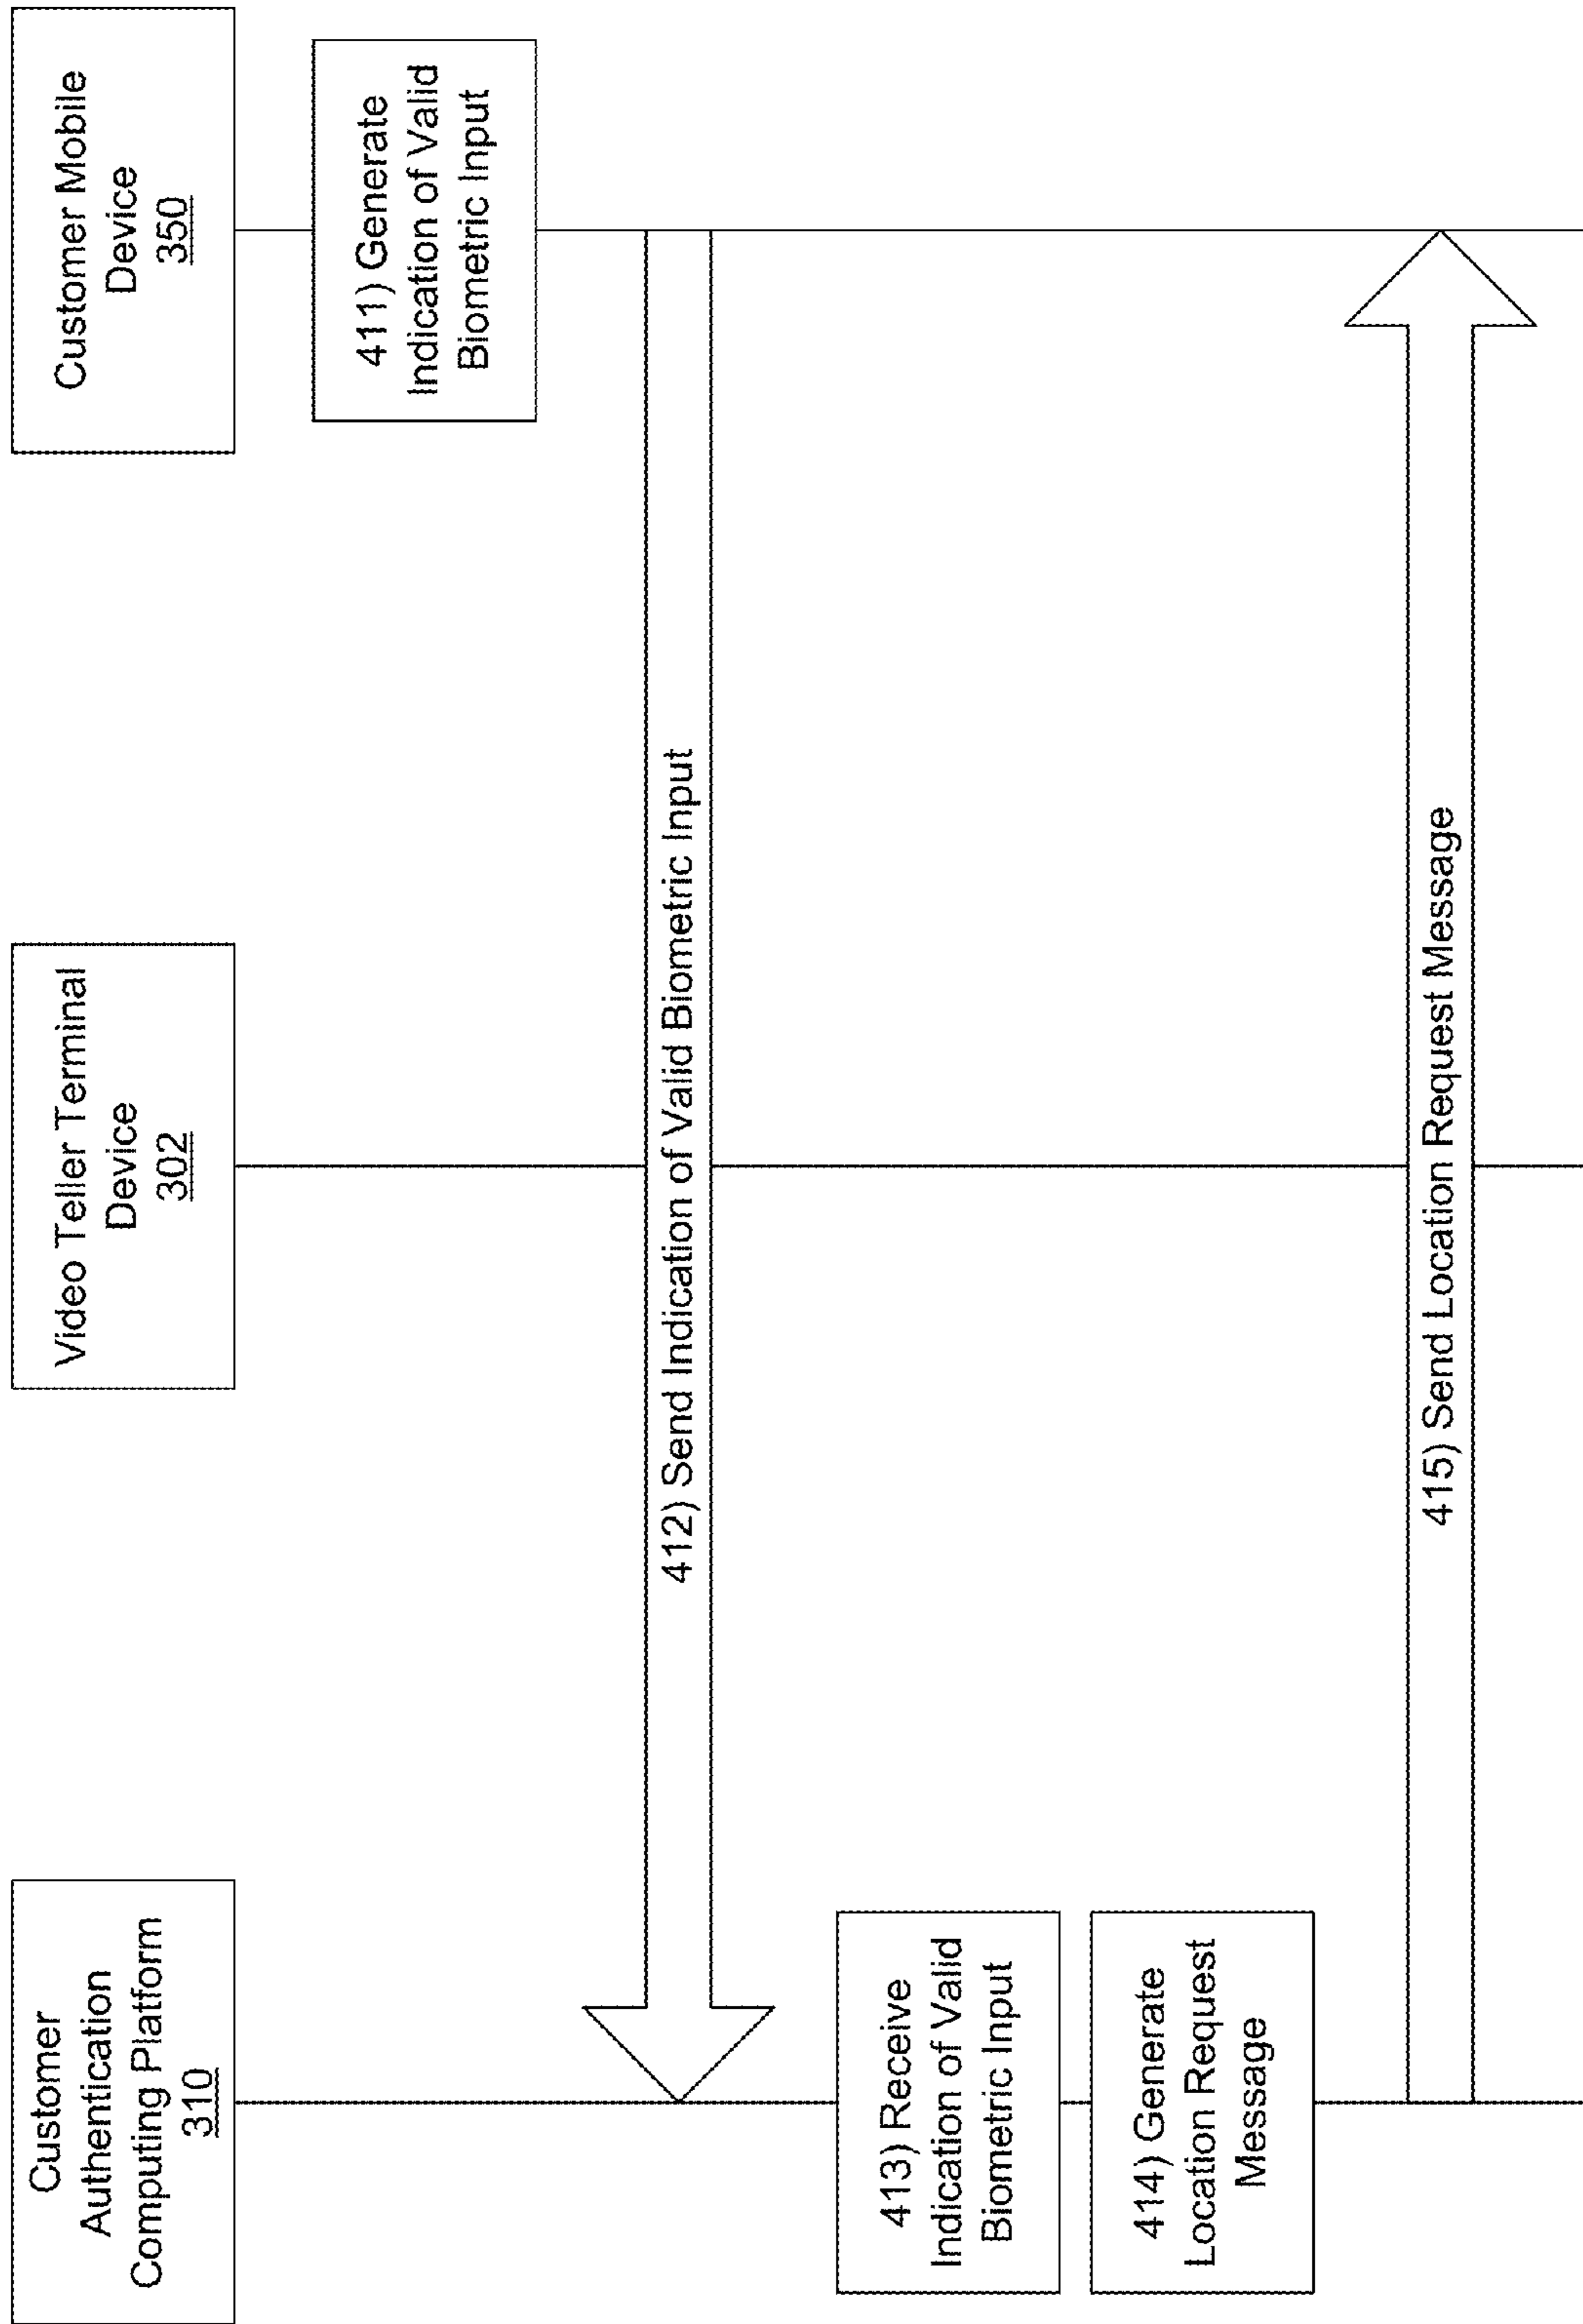 Customer
Authentication
Computing Platform
310
Video Teller Terminal
Device
302
Customer Mobile
Device
350
411) Generate
Indication of Valid
Biometric Input
412) Send Indication of Valid Biometric Input
413) Receive
Indication of Valid
Biometric Input
414) Generate
Location Request
Message
415) Send Location Request Message